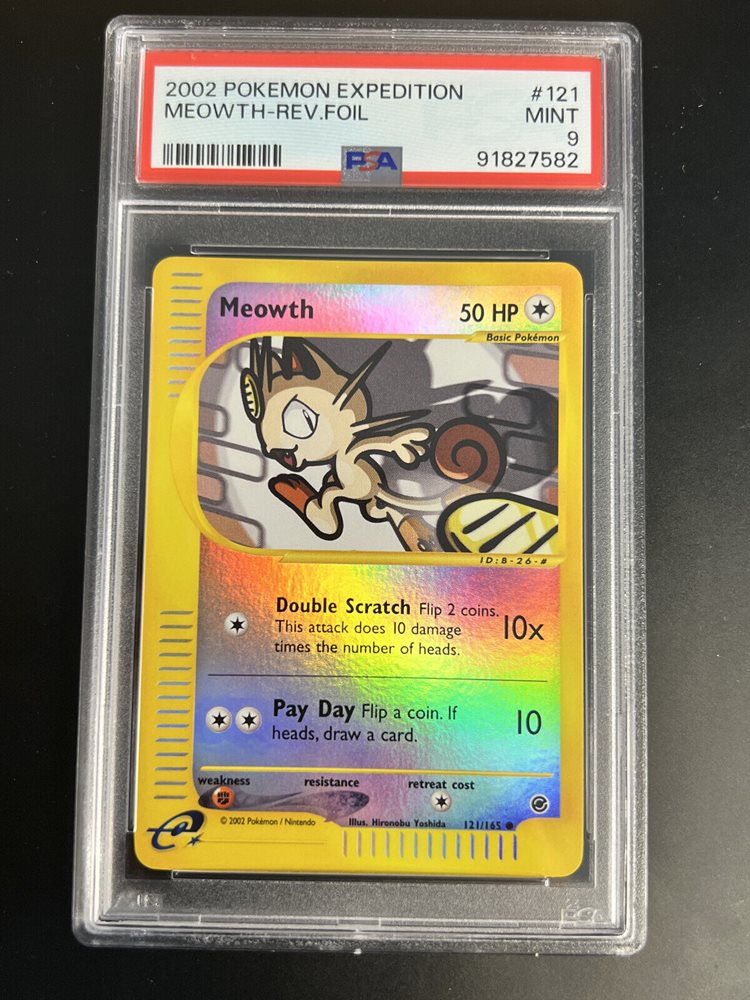 2002 POKEMON EXPEDITION #121
MEOWTH-REV.FOIL MINT
9
PSA 91827582
Meowth 50 HP
Basic Pokémon
ID:B-26-#
Double Scratch Flip 2 coins.
This attack does 10 damage
times the number of heads.
10x
Pay Day Flip a coin. If
heads, draw a card.
10
weakness resistance retreat cost
e
© 2002 Pokémon / Nintendo Illus. Hironobu Yoshida 121/165